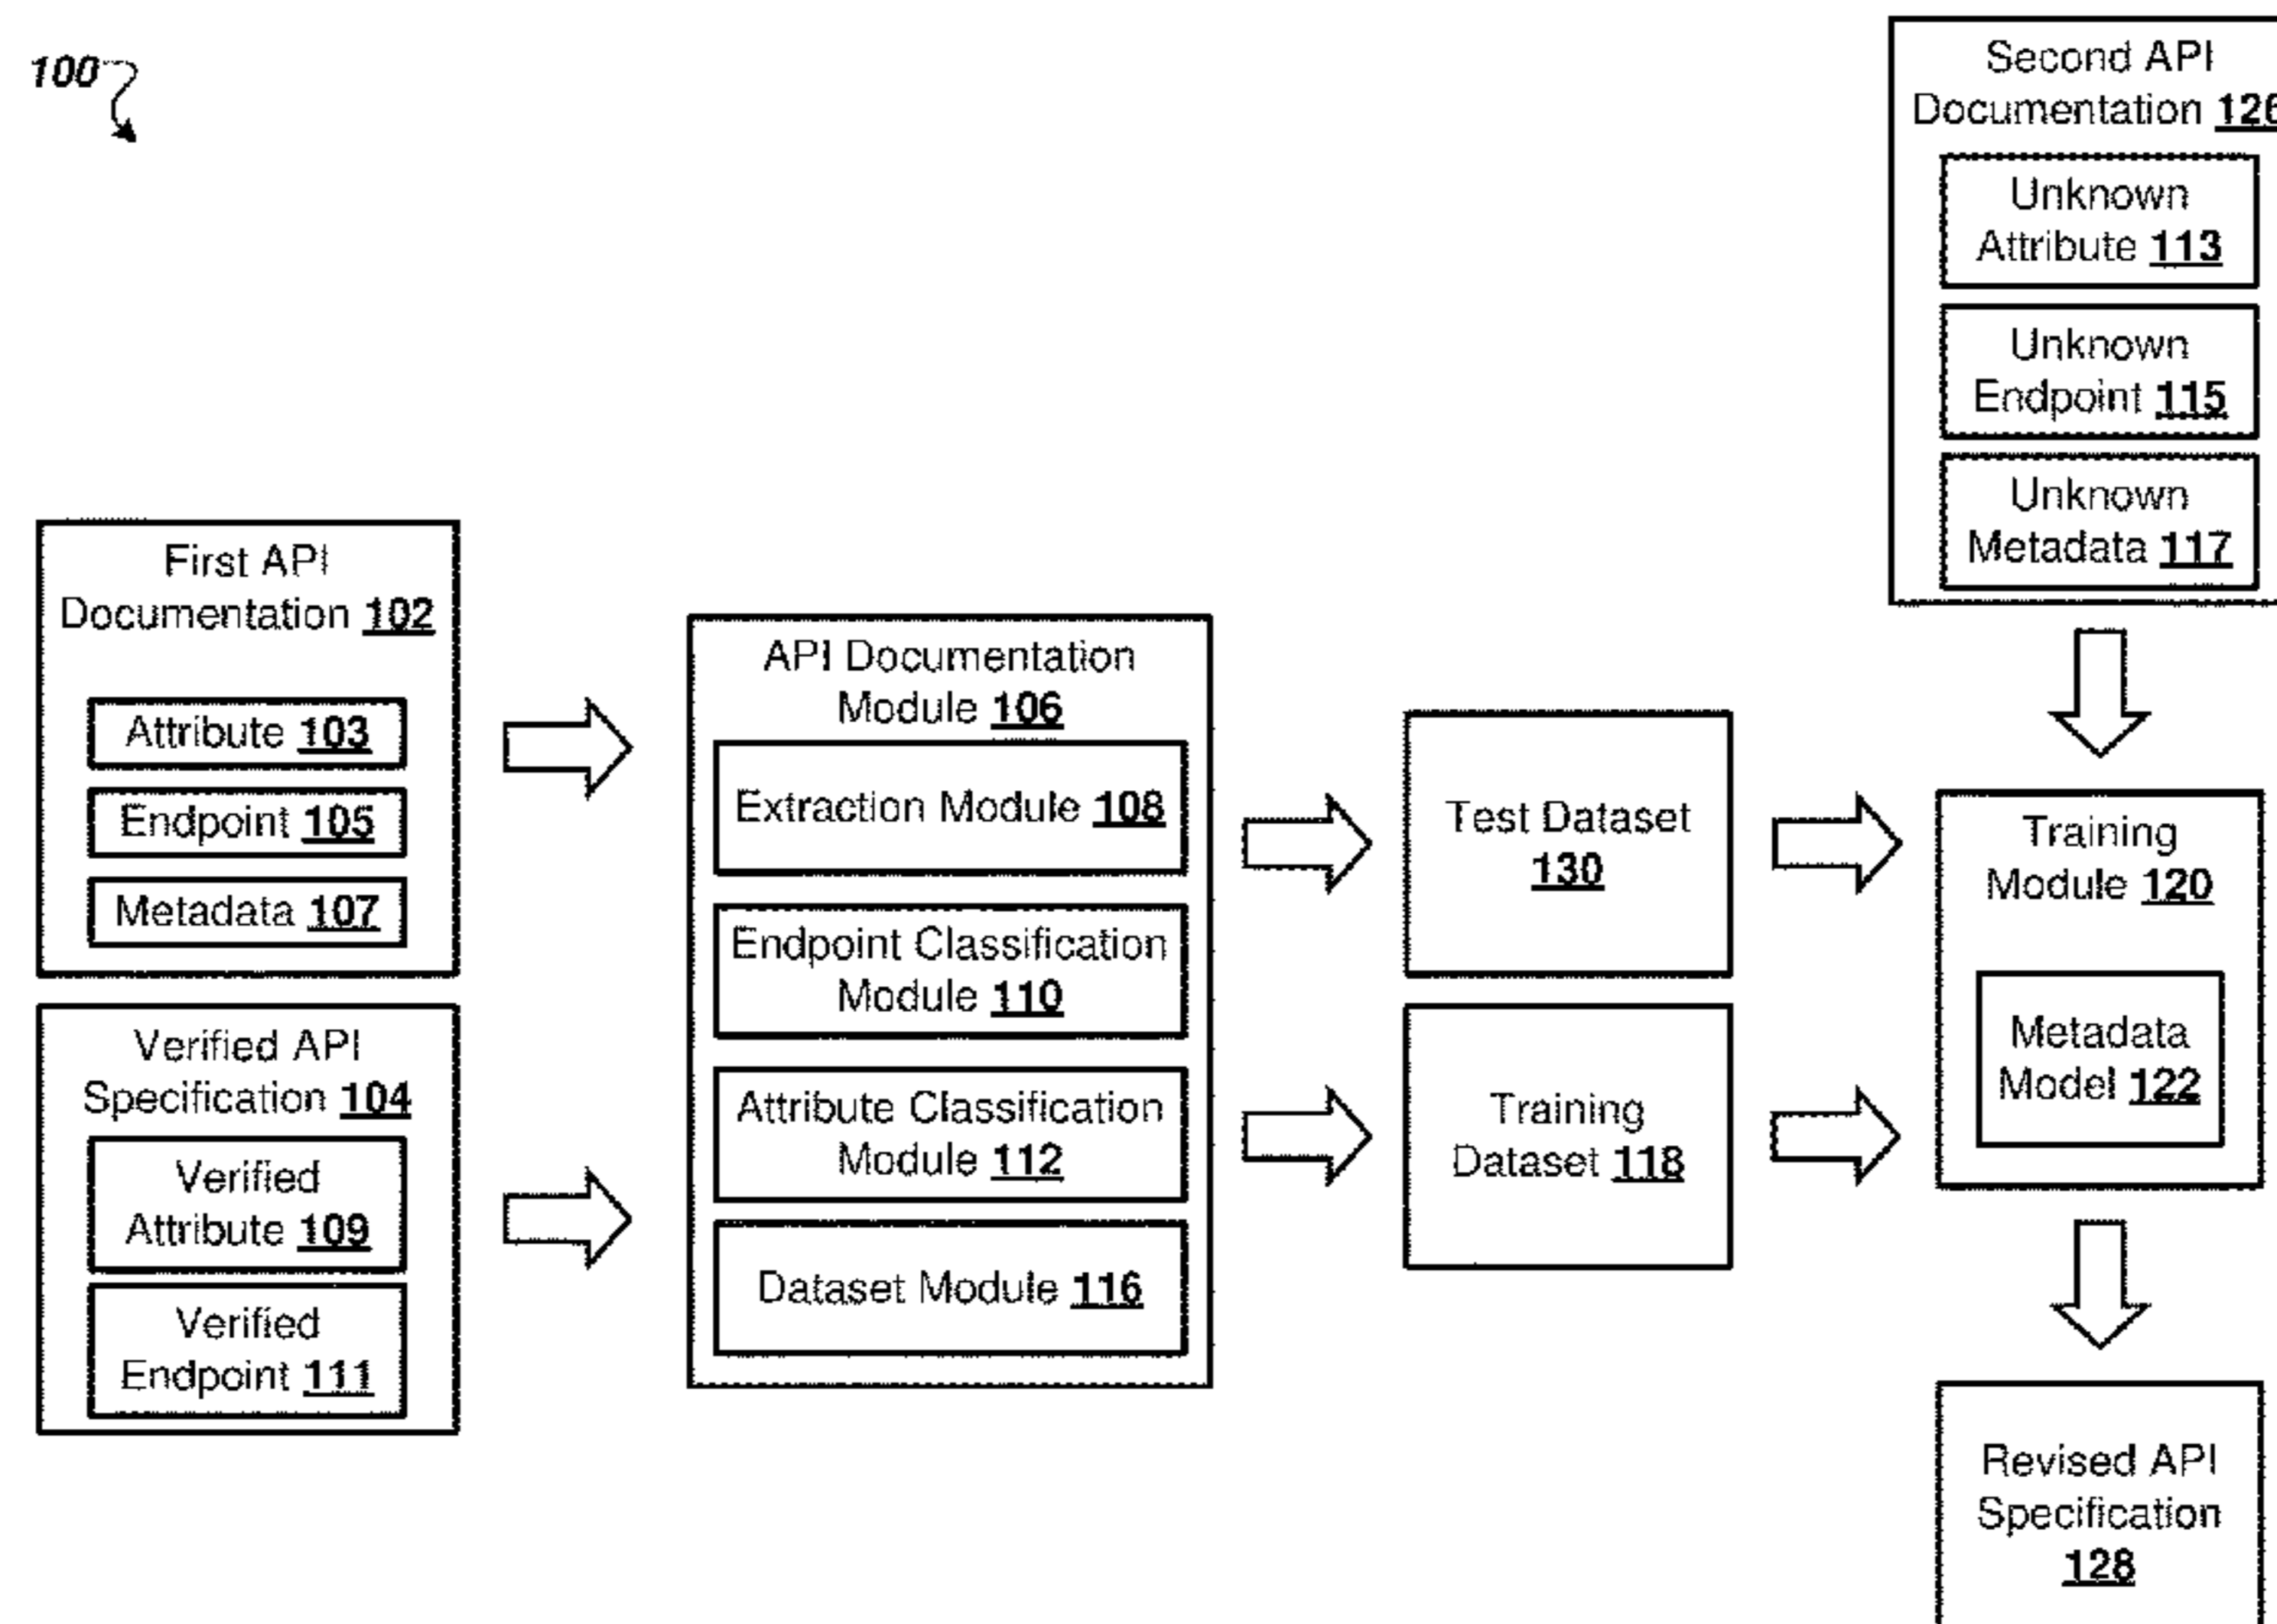 100
Second API
Documentation 126
Unknown
Attribute 113
Unknown
Endpoint 115
Unknown
Metadata 117
First API
Documentation 102
Attribute 103
Endpoint 105
Metadata 107
Verified API
Specification 104
Verified
Attribute 109
Verified
Endpoint 111
API Documentation
Module 106
Extraction Module 108
Endpoint Classification
Module 110
Attribute Classification
Module 112
Dataset Module 116
Test Dataset
130
Training
Dataset 118
Training
Module 120
Metadata
Model 122
Revised API
Specification
128